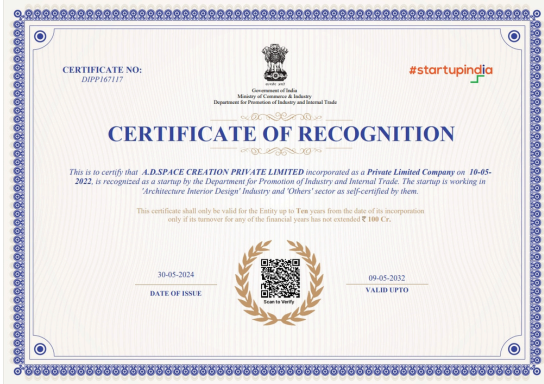 CERTIFICATE NO:
DIPP167117
#startupindia
सत्यमेव जयते
Government of India
Ministry of Commerce & Industry
Department for Promotion of Industry and Internal Trade
CERTIFICATE OF RECOGNITION
This is to certify that A.D.SPACE CREATION PRIVATE LIMITED incorporated as a Private Limited Company on 10-05-
2022, is recognized as a startup by the Department for Promotion of Industry and Internal Trade. The startup is working in
'Architecture Interior Design' Industry and 'Others' sector as self-certified by them.
This certificate shall only be valid for the Entity up to Ten years from the date of its incorporation
only if its turnover for any of the financial years has not extended ₹ 100 Cr.
30-05-2024
DATE OF ISSUE
Scan to Verify
09-05-2032
VALID UPTO